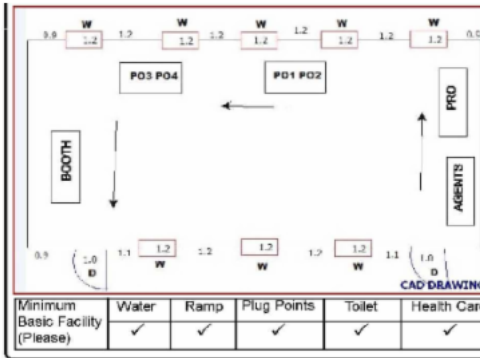 W W W W W
0.9 1.2 1.2 1.2 1.2 1.2 1.2 1.2 1.2 1.2 0.9
PO3 PO4 PO1 PO2 PRO
BOOTH
AGENTS
0.9 1.0 1.1 1.2 1.2 1.2 1.2 1.2 1.1 1.0
D W W W D
CAD DRAWING
Minimum Basic Facility (Please) Water Ramp Plug Points Toilet Health Car
✓ ✓ ✓ ✓ ✓